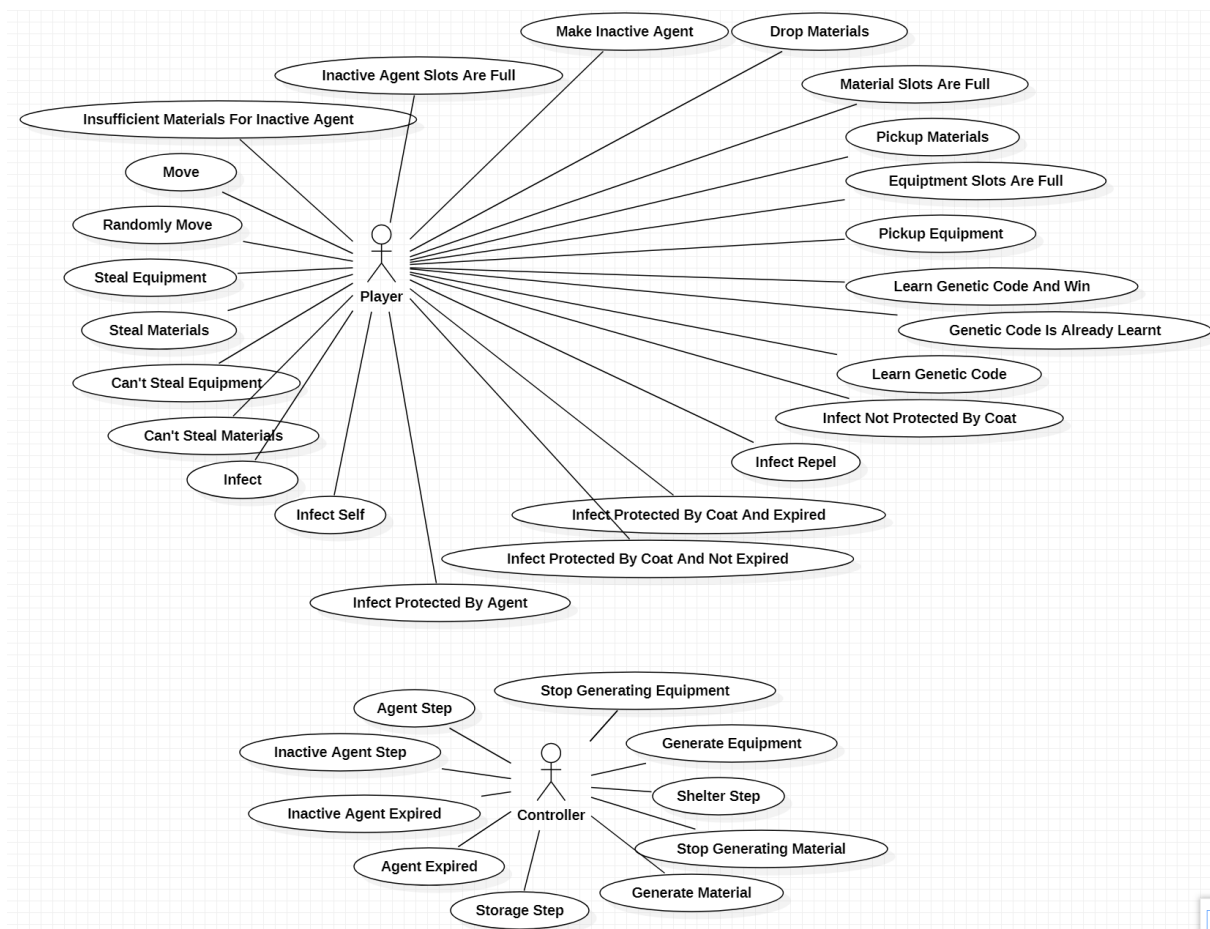 Make Inactive Agent
Drop Materials
Inactive Agent Slots Are Full
Material Slots Are Full
Insufficient Materials For Inactive Agent
Pickup Materials
Move
Equiptment Slots Are Full
Randomly Move
Pickup Equipment
Steal Equipment
Learn Genetic Code And Win
Player
Steal Materials
Genetic Code Is Already Learnt
Can't Steal Equipment
Learn Genetic Code
Infect Not Protected By Coat
Can't Steal Materials
Infect Repel
Infect
Infect Self
Infect Protected By Coat And Expired
Infect Protected By Coat And Not Expired
Infect Protected By Agent
Stop Generating Equipment
Agent Step
Generate Equipment
Inactive Agent Step
Shelter Step
Inactive Agent Expired
Controller
Stop Generating Material
Agent Expired
Generate Material
Storage Step